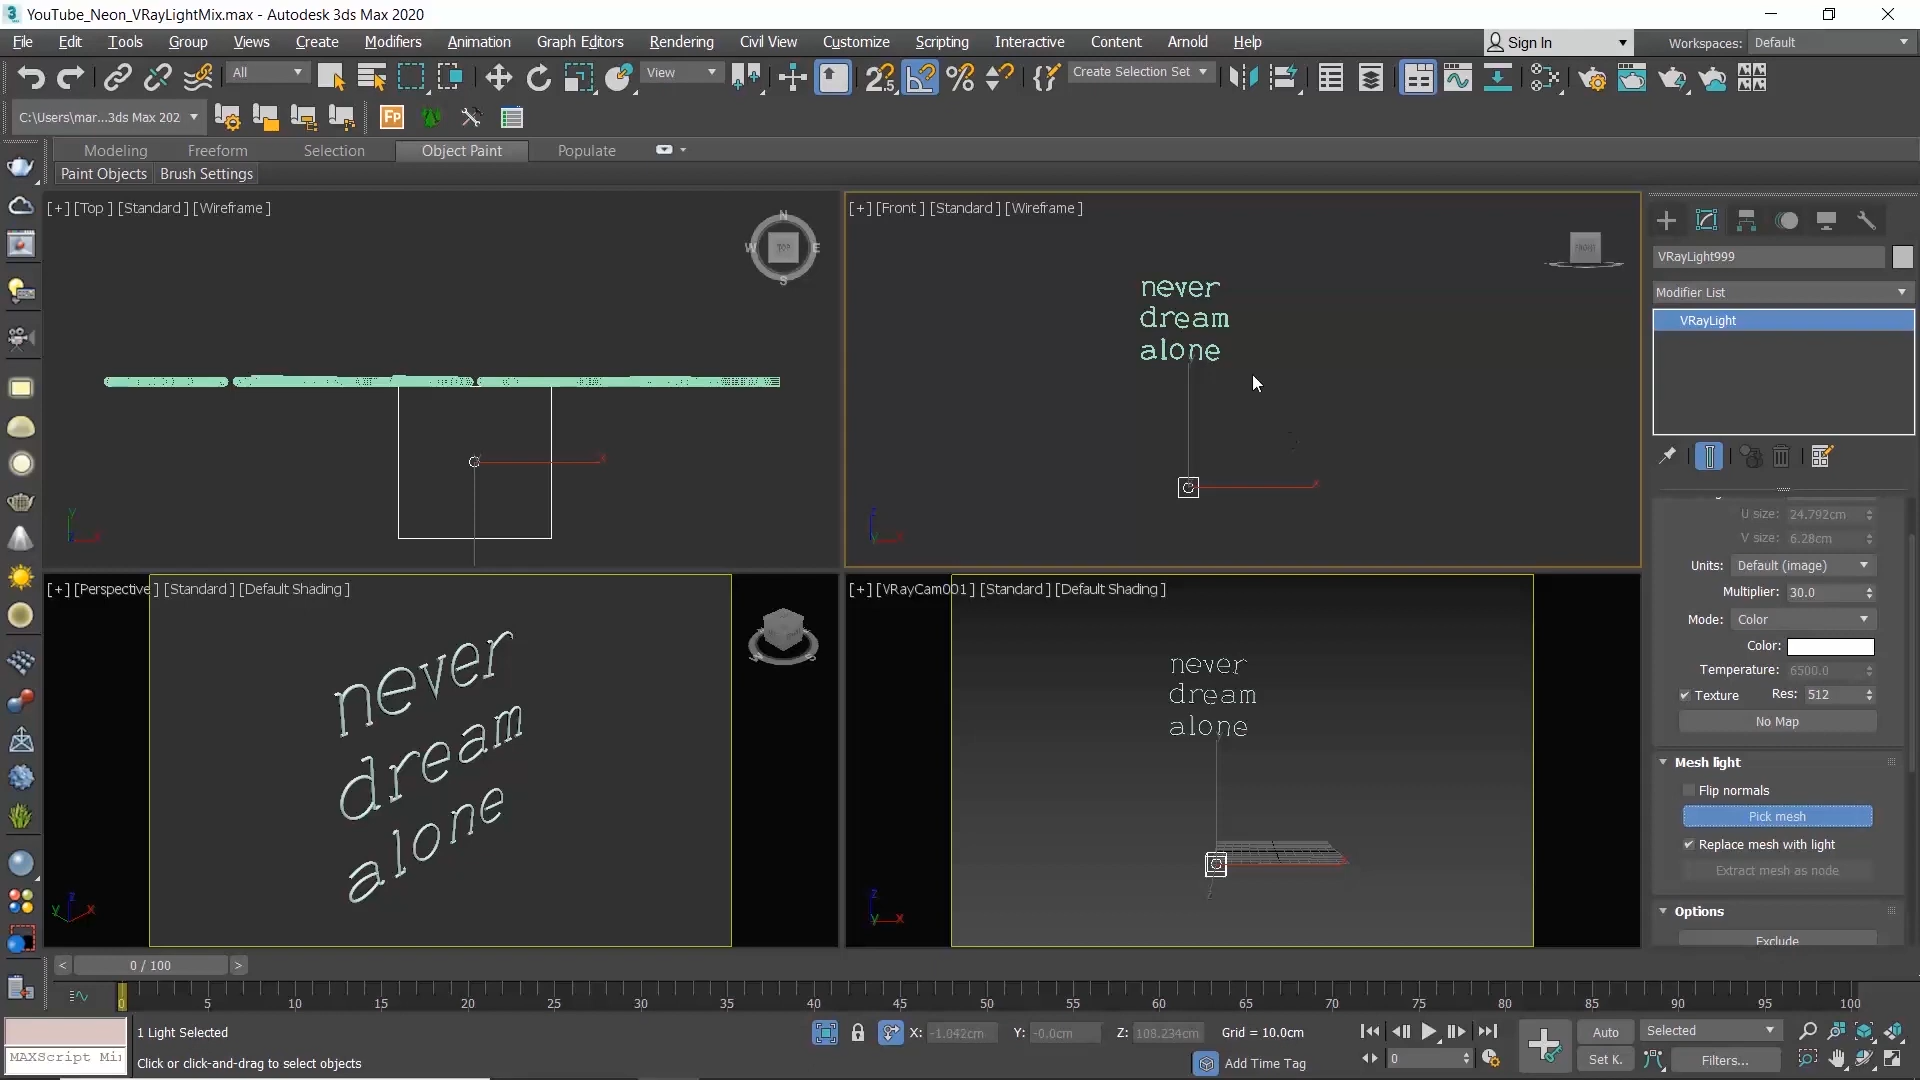 YouTube_Neon_VRayLightMix.max - Autodesk 3ds Max 2020
File Edit Tools Group Views Create Modifiers Animation Graph Editors Rendering Civil View Customize Scripting Interactive Content Arnold Help
Sign In
Workspaces: Default
All
View
Create Selection Set
C:\Users\mar...3ds Max 202
Fp
Modeling Freeform Selection Object Paint Populate
Paint Objects Brush Settings
[+] [Top ] [Standard ] [Wireframe ]
N
W TOP E
S
y
[+] [Front ] [Standard ] [Wireframe ]
FRONT
never
dream
alone
[+] [Perspective ] [Standard ] [Default Shading ]
never
dream
alone
z
y x
[+] [VRayCam001 ] [Standard ] [Default Shading ]
never
dream
alone
z
y x
VRayLight999
Modifier List
VRayLight
U size: 24.792cm
V size: 6.28cm
Units: Default (image)
Multiplier: 30.0
Mode: Color
Color:
Temperature: 6500.0
Texture Res: 512
No Map
Mesh light
Flip normals
Pick mesh
Replace mesh with light
Extract mesh as node
Options
Exclude
< 0 / 100 >
0 5 10 15 20 25 30 35 40 45 50 55 60 65 70 75 80 85 90 95 100
1 Light Selected
X: -1.042cm Y: -0.0cm Z: 108.234cm Grid = 10.0cm
Auto Selected
MAXScript Mi
Click or click-and-drag to select objects
Add Time Tag
0
Set K. Filters...